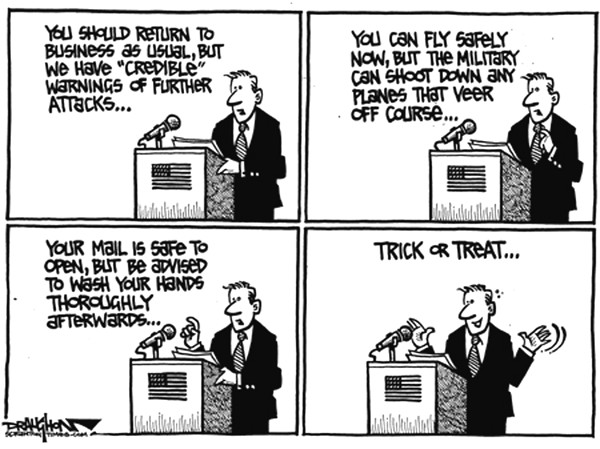 YOU SHOULD RETURN TO
BUSINESS AS USUAL, BUT
WE HAVE "CREDIBLE"
WARNINGS OF FURTHER
ATTACKS...
YOU CAN FLY SAFELY
NOW, BUT THE MILITARY
CAN SHOOT DOWN ANY
PLANES THAT VEER
OFF COURSE...
YOUR MAIL IS SAFE TO
OPEN, BUT BE ADVISED
TO WASH YOUR HANDS
THOROUGHLY
AFTERWARDS...
TRICK OR TREAT...
DRAUGHON